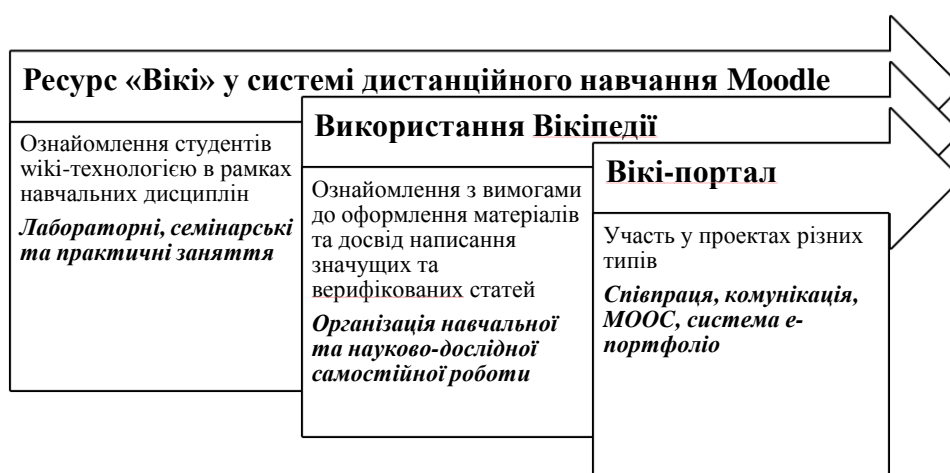 Ресурс «Вікі» у системі дистанційного навчання Moodle
Ознайомлення студентів
wiki-технологією в рамках
навчальних дисциплін
Лабораторні, семінарські
та практичні заняття
Використання Вікіпедії
Ознайомлення з вимогами
до оформлення матеріалів
та досвід написання
значущих та
верифікованих статей
Організація навчальної
та науково-дослідної
самостійної роботи
Вікі-портал
Участь у проектах різних
типів
Співпраця, комунікація,
МООС, система е-
портфоліо